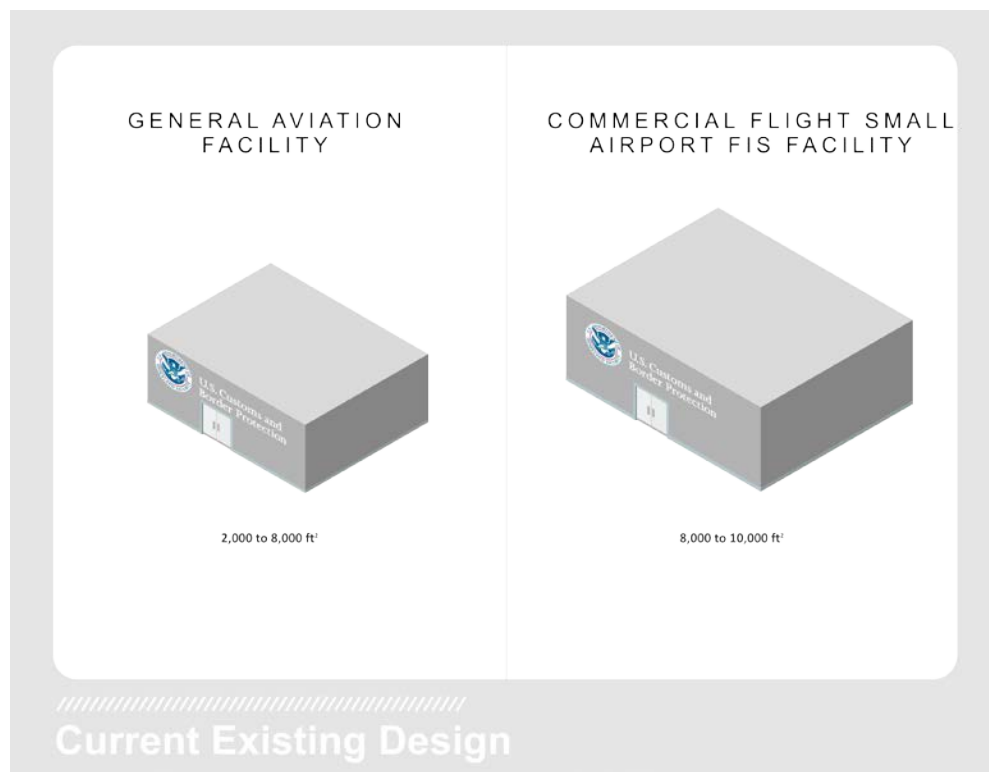 GENERAL AVIATION
FACILITY
U.S. Customs and
Border Protection
2,000 to 8,000 ft²
COMMERCIAL FLIGHT SMALL
AIRPORT FIS FACILITY
U.S. Customs and
Border Protection
8,000 to 10,000 ft²
Current Existing Design